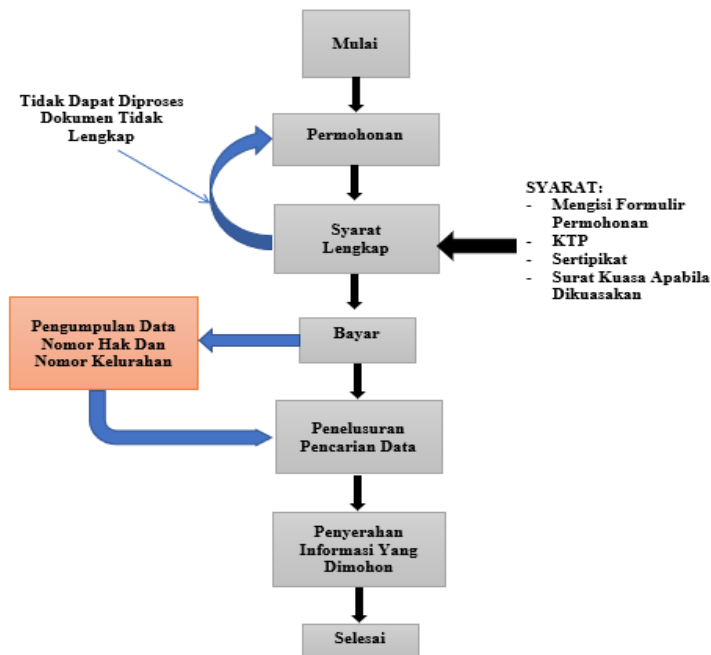 Mulai
Tidak Dapat Diproses
Dokumen Tidak
Lengkap
Permohonan
Syarat
Lengkap
SYARAT:
- Mengisi Formulir
Permohonan
- KTP
- Sertipikat
- Surat Kuasa Apabila
Dikuasakan
Bayar
Pengumpulan Data
Nomor Hak Dan
Nomor Kelurahan
Penelusuran
Pencarian Data
Penyerahan
Informasi Yang
Dimohon
Selesai